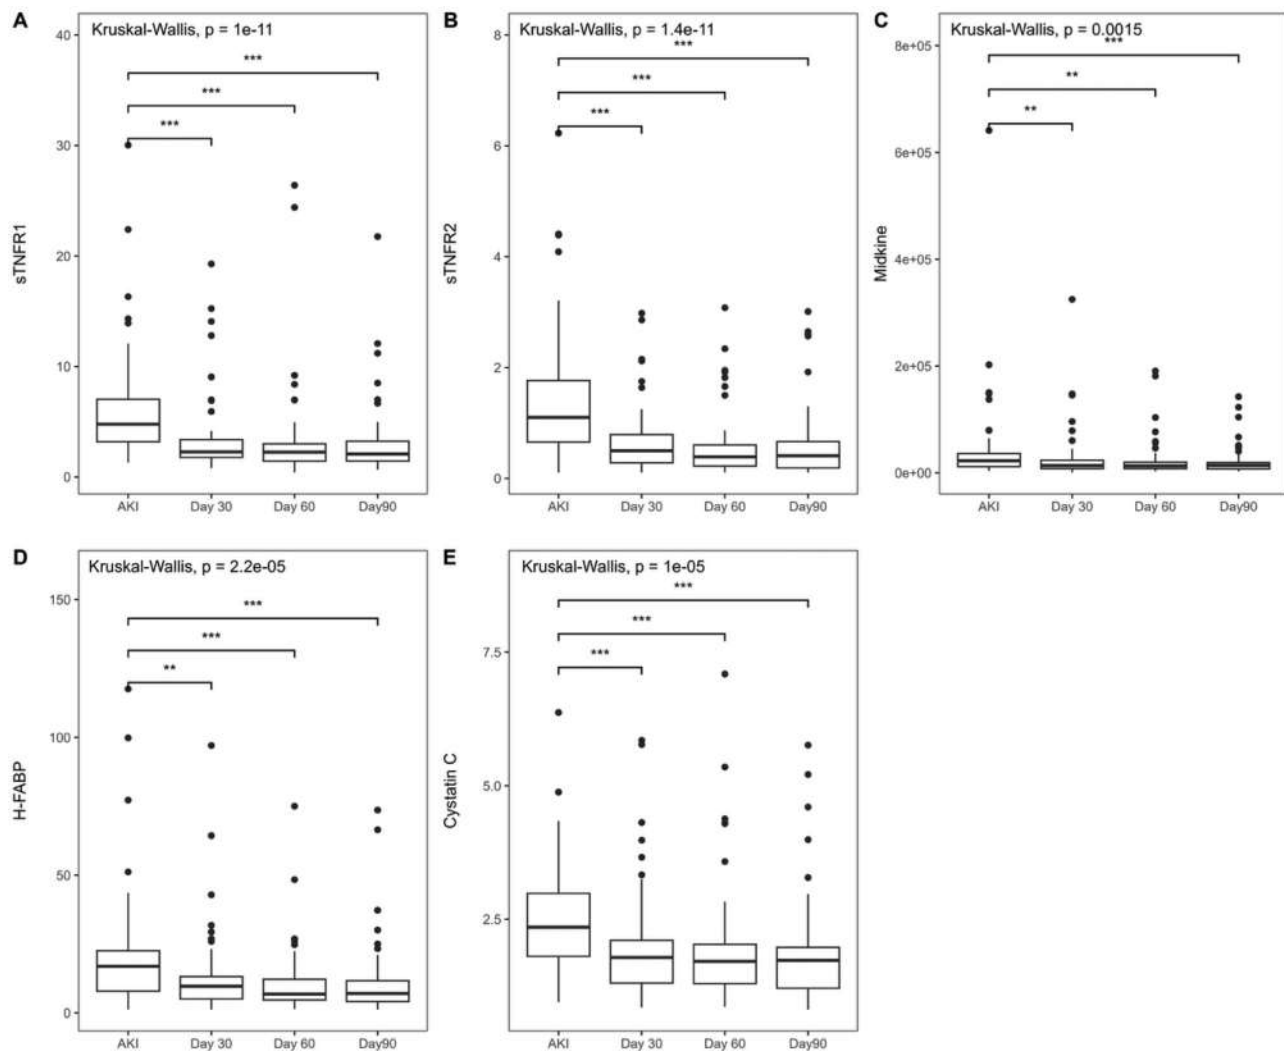 A
Kruskal-Wallis, p = 1e-11
40
30
20
10
0
sTNFR1
***
***
***
AKI
Day 30
Day 60
Day90
B
Kruskal-Wallis, p = 1.4e-11
8
6
4
2
0
sTNFR2
***
***
***
AKI
Day 30
Day 60
Day90
C
Kruskal-Wallis, p = 0.0015
8e+05
6e+05
4e+05
2e+05
0e+00
Midkine
***
**
**
AKI
Day 30
Day 60
Day90
D
Kruskal-Wallis, p = 2.2e-05
150
100
50
0
H-FABP
***
***
**
AKI
Day 30
Day 60
Day90
E
Kruskal-Wallis, p = 1e-05
7.5
5.0
2.5
Cystatin C
***
***
***
AKI
Day 30
Day 60
Day90